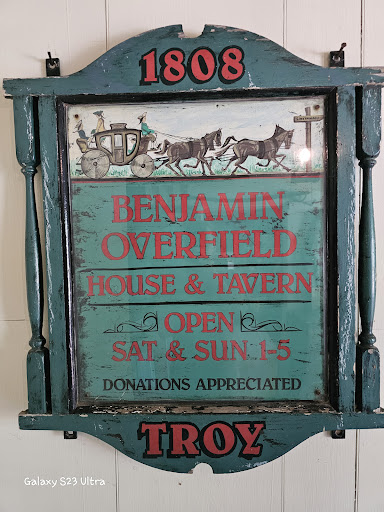 1808
BENJAMIN
OVERFIELD
HOUSE & TAVERN
OPEN
SAT & SUN 1-5
DONATIONS APPRECIATED
TROY
Galaxy S23 Ultra